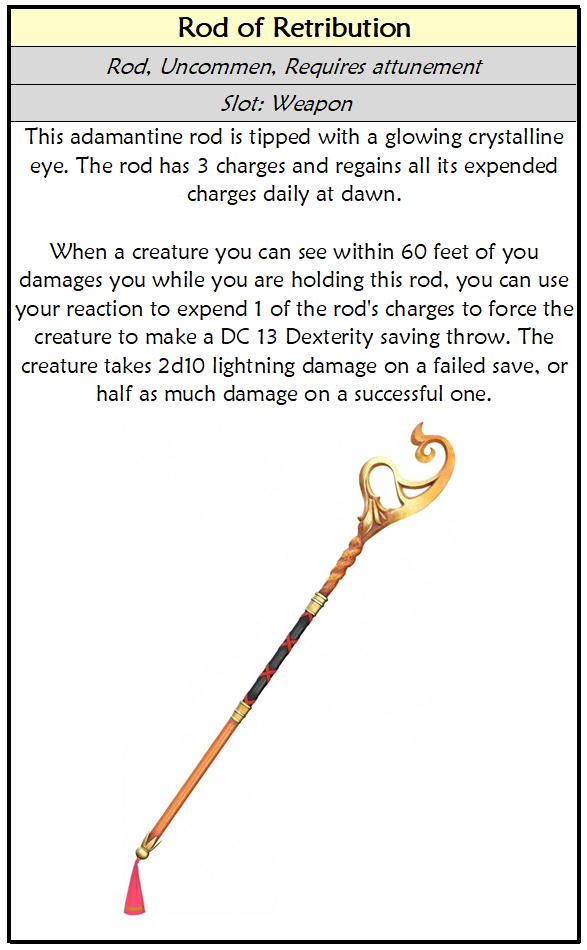 Rod of Retribution
Rod, Uncommen, Requires attunement
Slot: Weapon
This adamantine rod is tipped with a glowing crystalline
eye. The rod has 3 charges and regains all its expended
charges daily at dawn.
When a creature you can see within 60 feet of you
damages you while you are holding this rod, you can use
your reaction to expend 1 of the rod's charges to force the
creature to make a DC 13 Dexterity saving throw. The
creature takes 2d10 lightning damage on a failed save, or
half as much damage on a successful one.